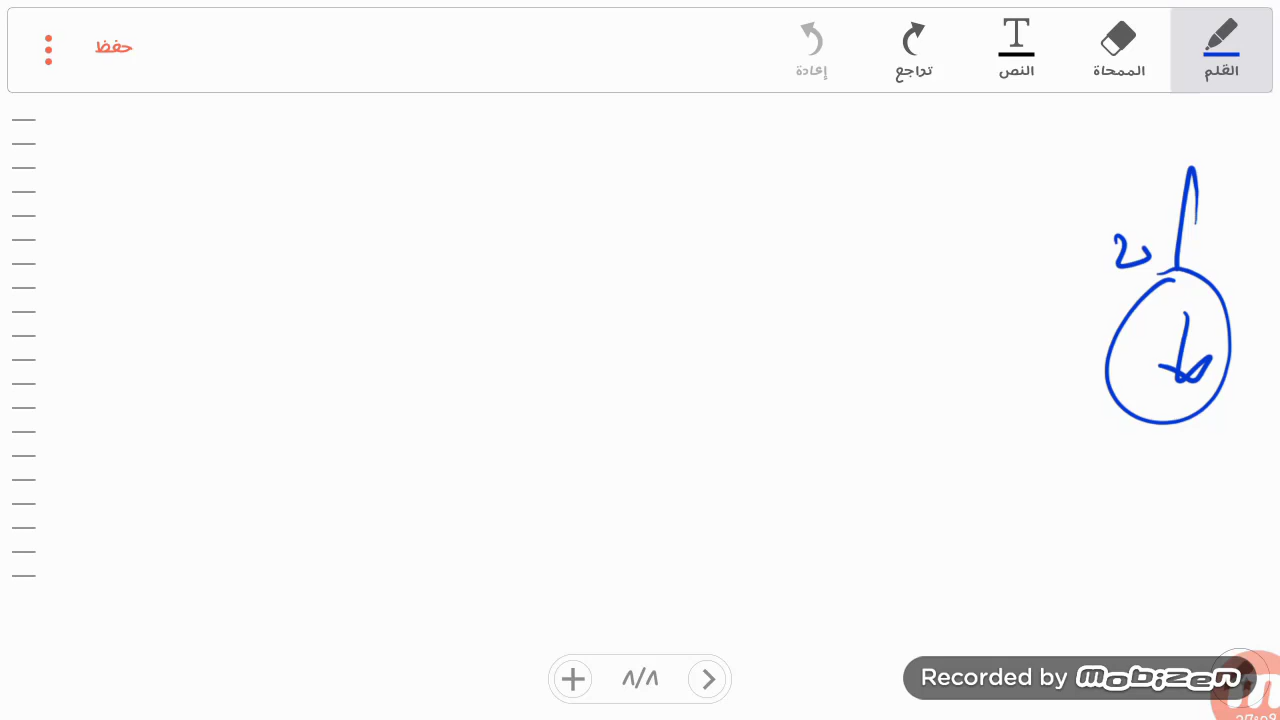 القلم
الممحاة
النص
تراجع
إعادة
حفظ
٨/٨
Recorded by mobizen